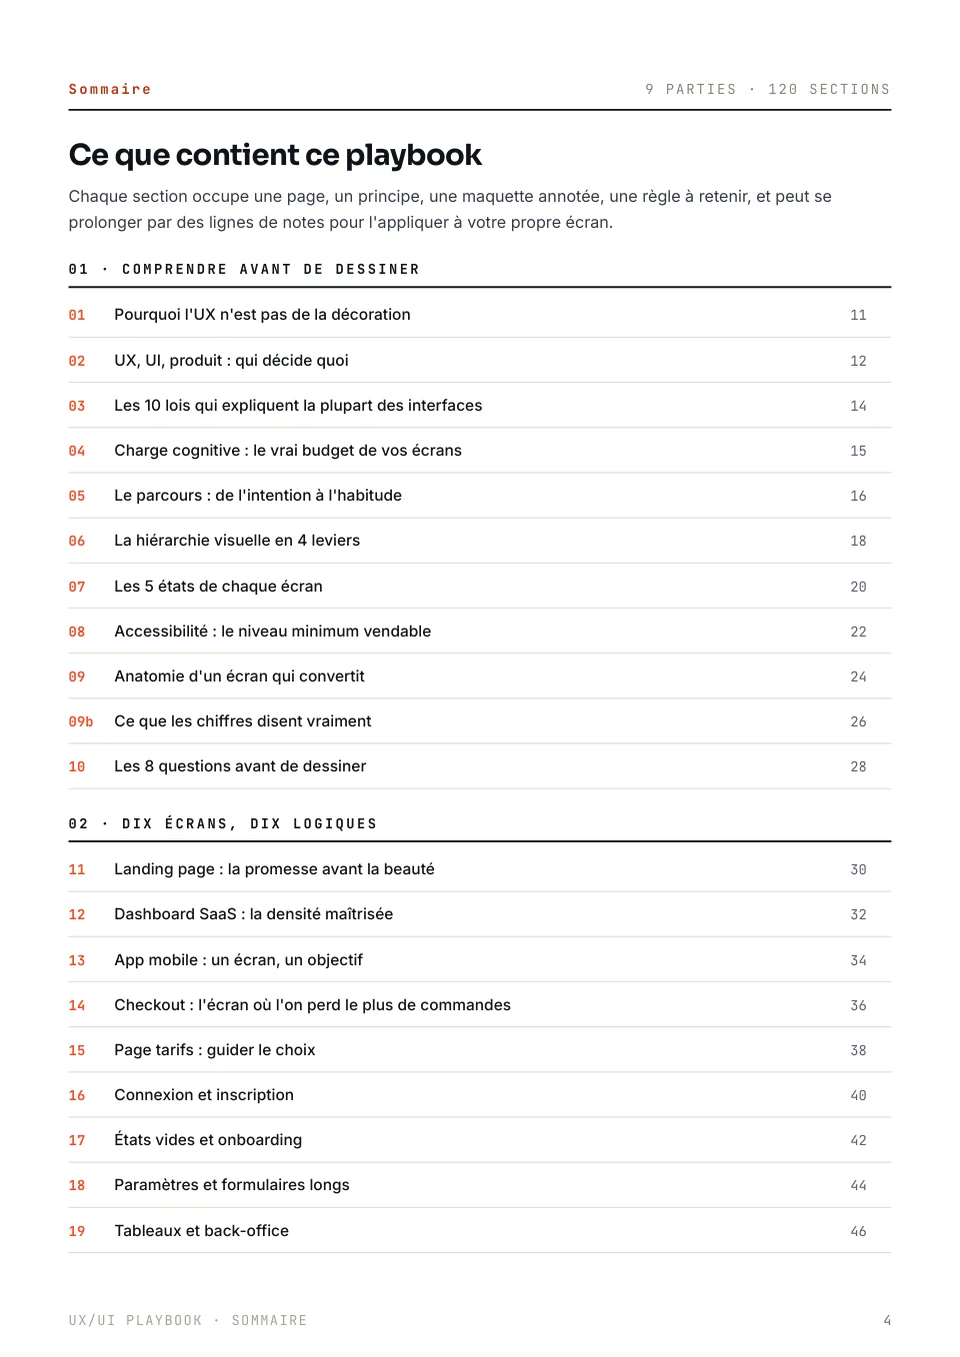 Sommaire
9 PARTIES · 120 SECTIONS
Ce que contient ce playbook
Chaque section occupe une page, un principe, une maquette annotée, une règle à retenir, et peut se
prolonger par des lignes de notes pour l'appliquer à votre propre écran.
01 · COMPRENDRE AVANT DE DESSINER
01 Pourquoi l'UX n'est pas de la décoration 11
02 UX, UI, produit : qui décide quoi 12
03 Les 10 lois qui expliquent la plupart des interfaces 14
04 Charge cognitive : le vrai budget de vos écrans 15
05 Le parcours : de l'intention à l'habitude 16
06 La hiérarchie visuelle en 4 leviers 18
07 Les 5 états de chaque écran 20
08 Accessibilité : le niveau minimum vendable 22
09 Anatomie d'un écran qui convertit 24
09b Ce que les chiffres disent vraiment 26
10 Les 8 questions avant de dessiner 28
02 · DIX ÉCRANS, DIX LOGIQUES
11 Landing page : la promesse avant la beauté 30
12 Dashboard SaaS : la densité maîtrisée 32
13 App mobile : un écran, un objectif 34
14 Checkout : l'écran où l'on perd le plus de commandes 36
15 Page tarifs : guider le choix 38
16 Connexion et inscription 40
17 États vides et onboarding 42
18 Paramètres et formulaires longs 44
19 Tableaux et back-office 46
UX/UI PLAYBOOK · SOMMAIRE
4